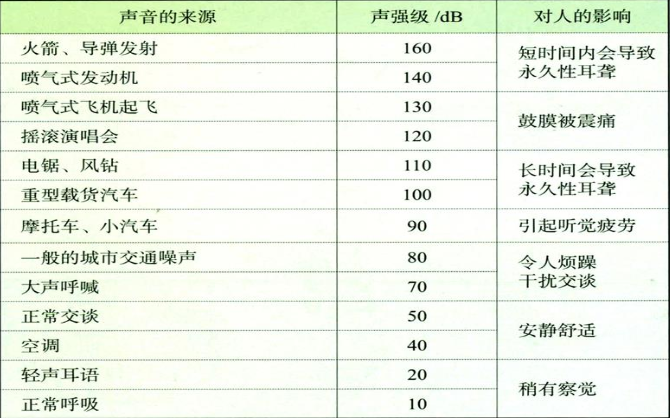 声音的来源 声强级 /dB 对人的影响
火箭、导弹发射 160 短时间内会导致
永久性耳聋
喷气式发动机 140
喷气式飞机起飞 130 鼓膜被震痛
摇滚演唱会 120
电锯、风钻 110 长时间会导致
永久性耳聋
重型载货汽车 100
摩托车、小汽车 90 引起听觉疲劳
一般的城市交通噪声 80 令人烦躁
干扰交谈
大声呼喊 70
正常交谈 50 安静舒适
空调 40
轻声耳语 20 稍有察觉
正常呼吸 10